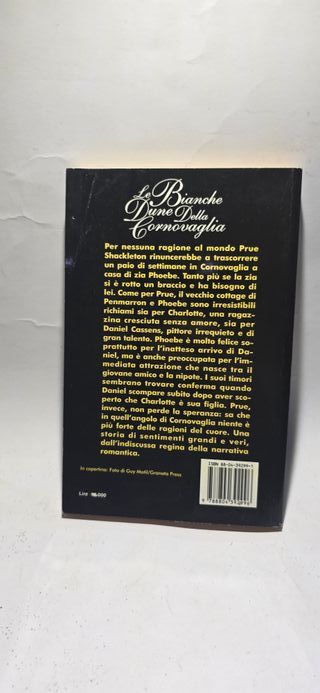 Le Bianche
Dune Della
Cornovaglia
Per nessuna ragione al mondo Prue
Shackleton rinuncerebbe a trascorrere
un paio di settimane in Cornovaglia a
casa di zia Phoebe. Tanto più se la zia
si è rotto un braccio e ha bisogno di
lei. Come per Prue, il vecchio cottage di
Penmarron e Phoebe sono irresistibili
richiami sia per Charlotte, una ragaz-
zina cresciuta senza amore, sia per
Daniel Cassens, pittore irrequieto e di
gran talento. Phoebe è molto felice so-
prattutto per l'inatteso arrivo di Da-
niel, ma è anche preoccupata per l'im-
mediata attrazione che nasce tra il
giovane amico e la nipote. I suoi timori
sembrano trovare conferma quando
Daniel scompare subito dopo aver sco-
perto che Charlotte è sua figlia. Prue,
invece, non perde la speranza: sa che
in quell'angolo di Cornovaglia niente è
più forte delle ragioni del cuore. Una
storia di sentimenti grandi e veri,
dall'indiscussa regina della narrativa
romantica.
In copertina: Foto di Guy Motil/Granata Press
Lire